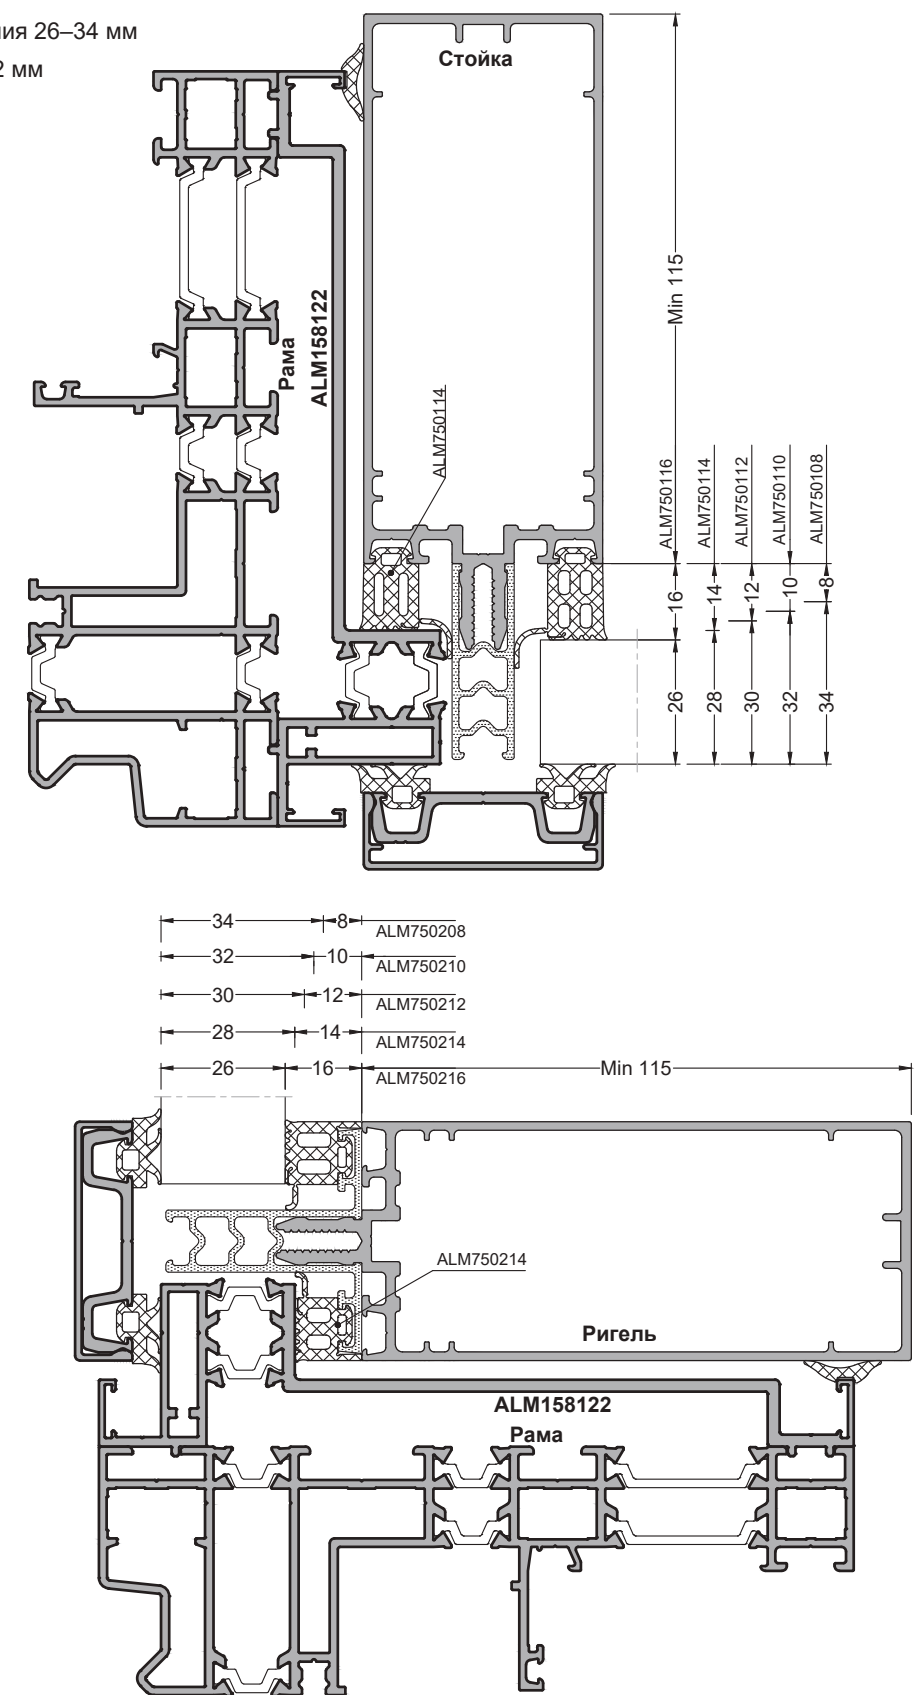 ия 26–34 мм
2 мм
Стойка
Min 115
Рама
ALM158122
ALM750114
ALM750116
ALM750114
ALM750112
ALM750110
ALM750108
16
14
12
10
8
26
28
30
32
34
34 8 ALM750208
32 10 ALM750210
30 12 ALM750212
28 14 ALM750214
26 16 ALM750216 Min 115
ALM750214
Ригель
ALM158122
Рама